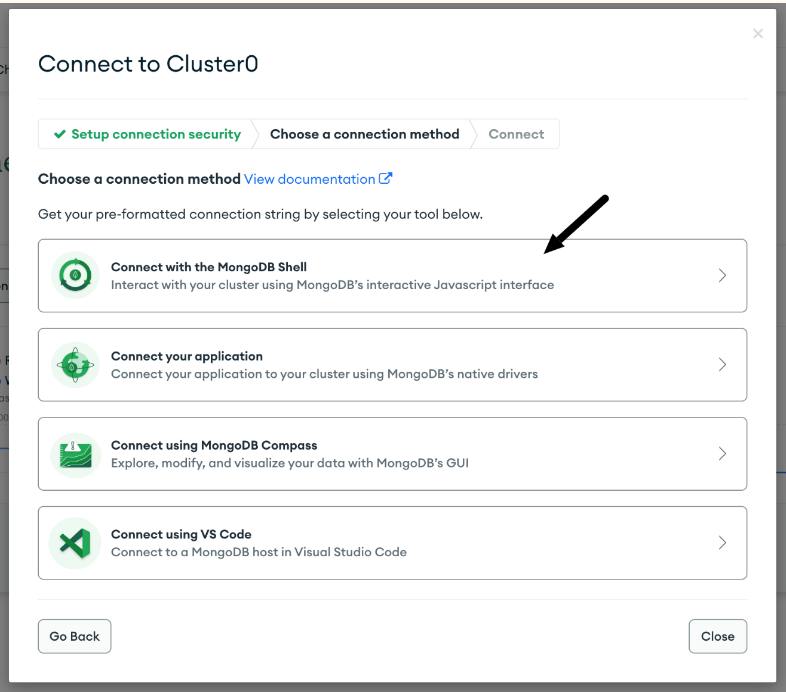 Connect to Cluster0
Setup connection security
Choose a connection method
Connect
Choose a connection method View documentation
Get your pre-formatted connection string by selecting your tool below.
Connect with the MongoDB Shell
Interact with your cluster using MongoDB's interactive Javascript interface
Connect your application
Connect your application to your cluster using MongoDB's native drivers
Connect using MongoDB Compass
Explore, modify, and visualize your data with MongoDB's GUI
Connect using VS Code
Connect to a MongoDB host in Visual Studio Code
Go Back
Close